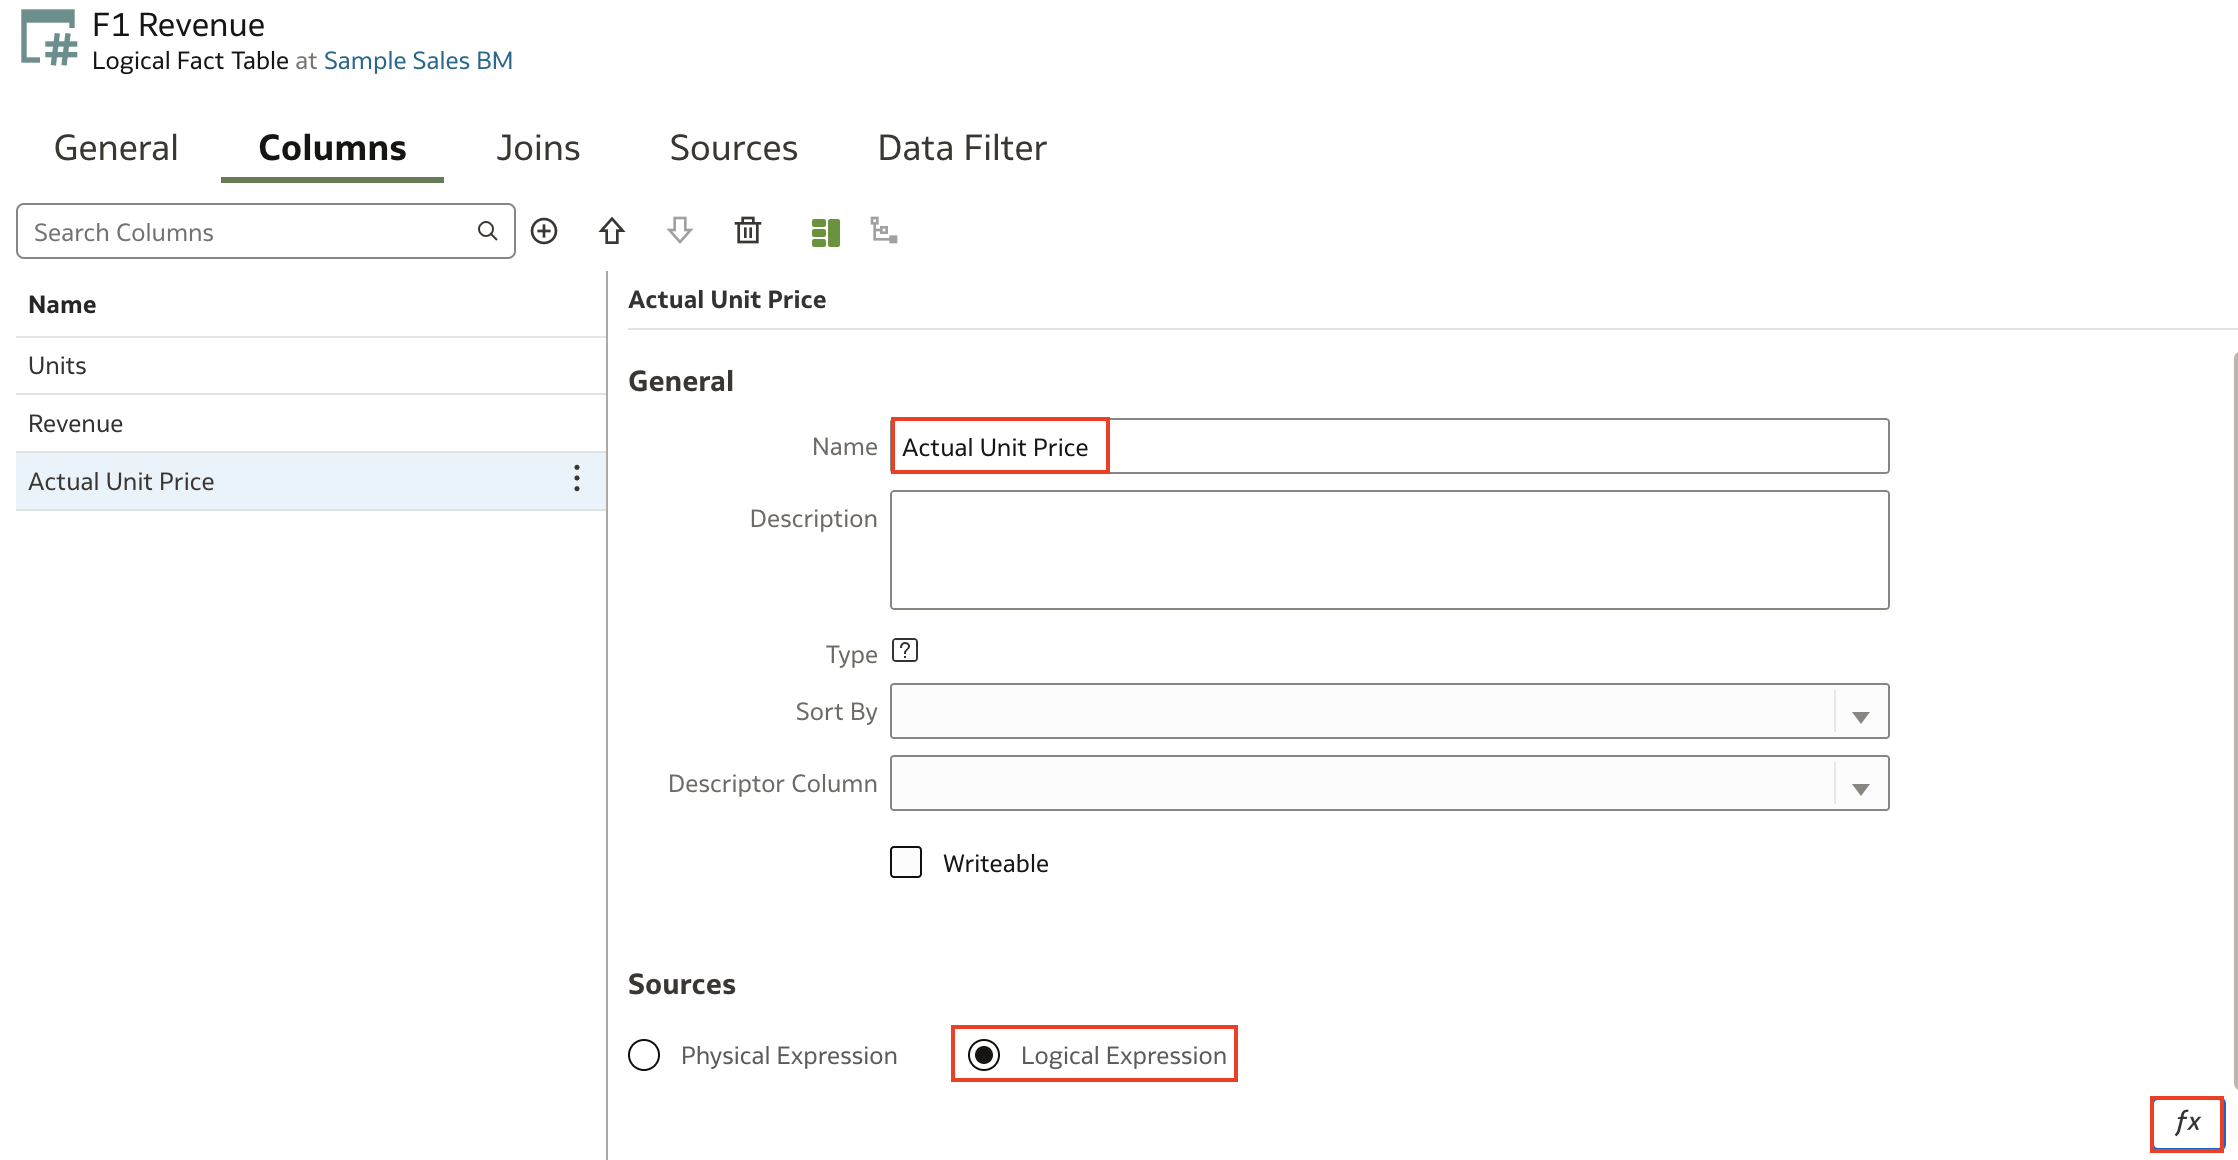 F1 Revenue
Logical Fact Table at Sample Sales BM
General Columns Joins Sources Data Filter
Search Columns
Name
Units
Revenue
Actual Unit Price
Actual Unit Price
General
Name Actual Unit Price
Description
Type ?
Sort By
Descriptor Column
Writeable
Sources
Physical Expression Logical Expression
fx